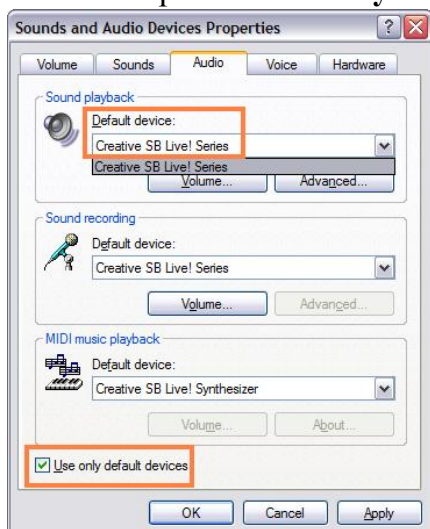 Sounds and Audio Devices Properties
Volume Sounds Audio Voice Hardware
Sound playback
Default device:
Creative SB Live! Series
Creative SB Live! Series
Volume... Advanced...
Sound recording
Default device:
Creative SB Live! Series
Volume... Advanced...
MIDI music playback
Default device:
Creative SB Live! Synthesizer
Volume... About...
Use only default devices
OK Cancel Apply